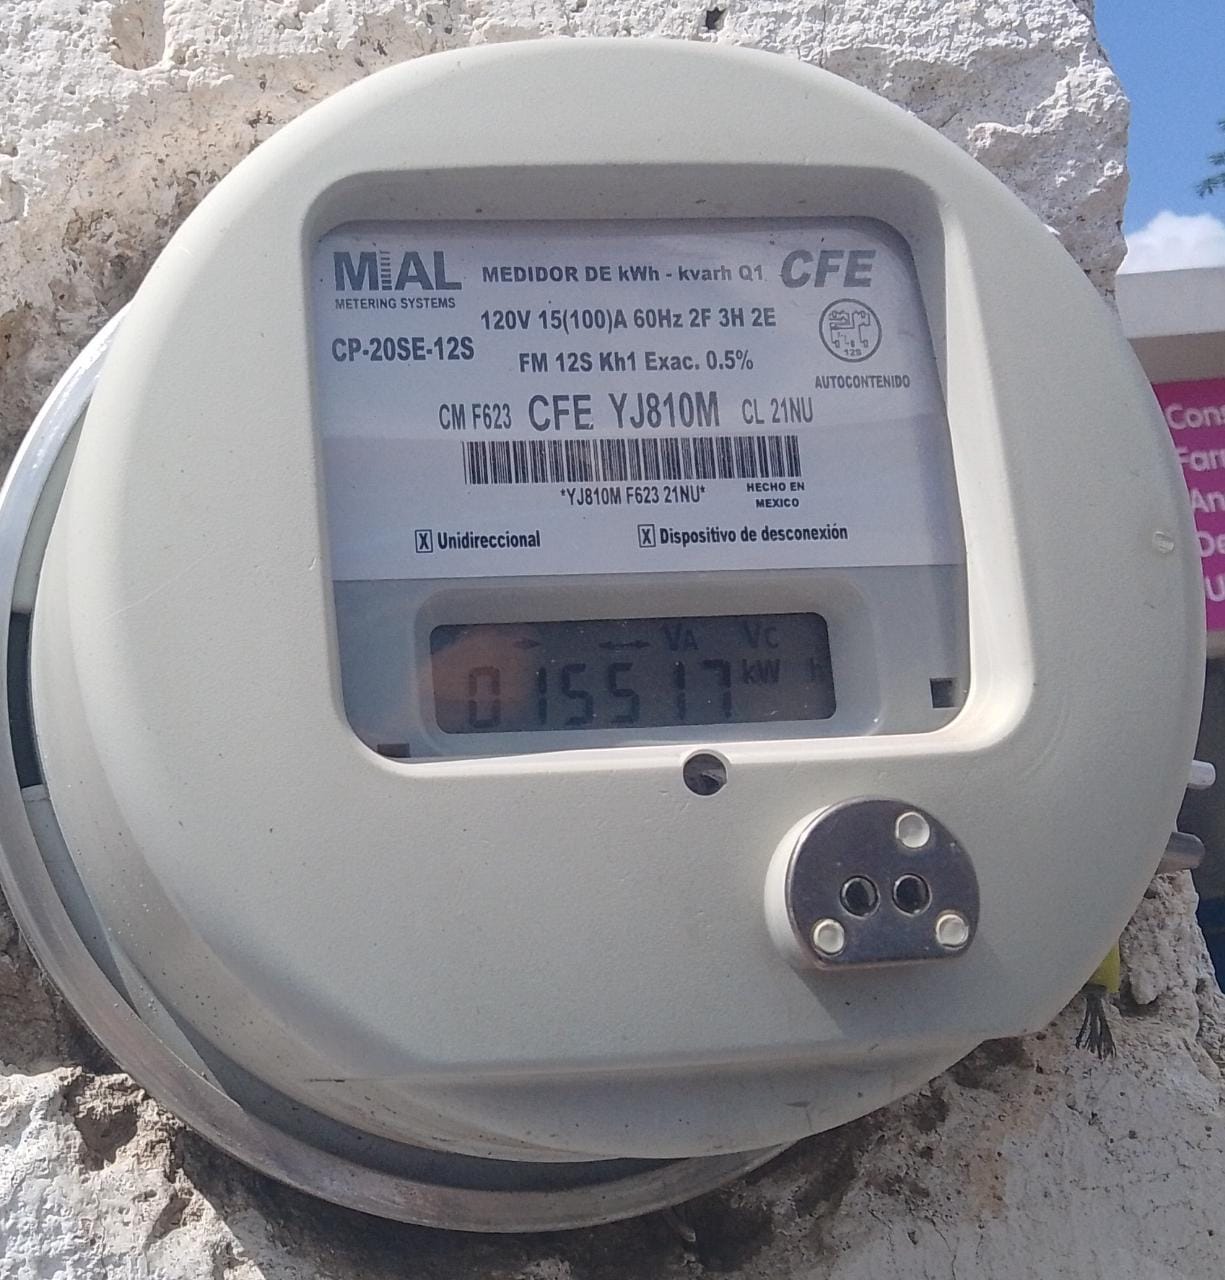 MIAL
METERING SYSTEMS
MEDIDOR DE kWh - kvarh Q1
CFE
120V 15(100)A 60Hz 2F 3H 2E
CP-20SE-12S
FM 12S Kh1 Exac. 0.5%
12S
AUTOCONTENIDO
CM F623 CFE YJ810M CL 21NU
*YJ810M F623 21NU*
HECHO EN
MEXICO
X Unidireccional
X Dispositivo de desconexión
VA VC
015517 kW h